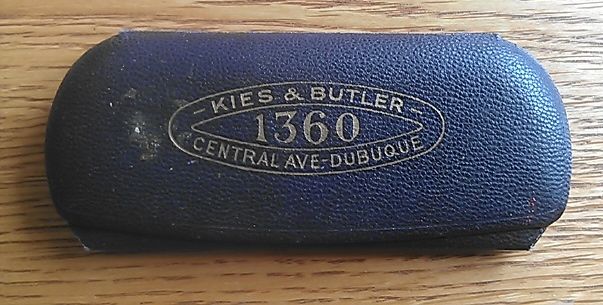 KIES & BUTLER
1360
CENTRAL AVE-DUBUQUE